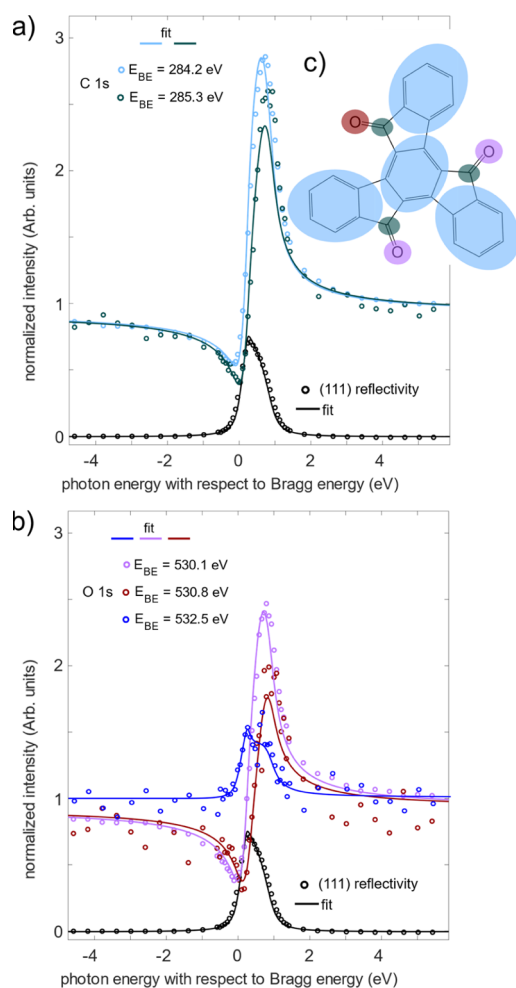 a)
fit
C 1s
E_BE = 284.2 eV
E_BE = 285.3 eV
c)
O
O
O
normalized intensity (Arb. units)
3
2
1
0
(111) reflectivity
fit
-4
-2
0
2
4
photon energy with respect to Bragg energy (eV)
b)
fit
O 1s
E_BE = 530.1 eV
E_BE = 530.8 eV
E_BE = 532.5 eV
normalized intensity (Arb. units)
3
2
1
0
(111) reflectivity
fit
-4
-2
0
2
4
photon energy with respect to Bragg energy (eV)